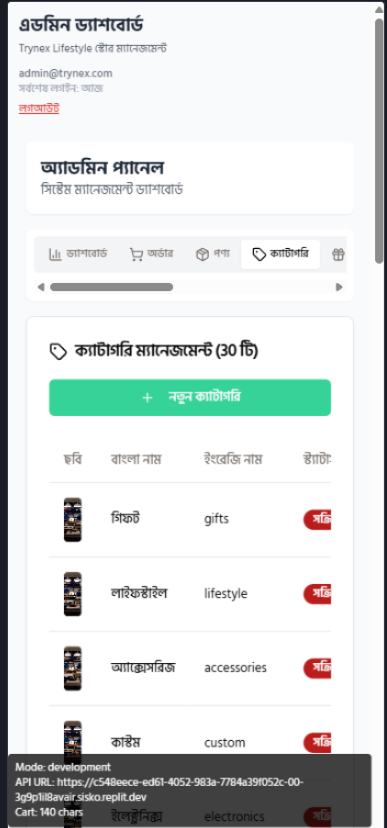 এডমিন ড্যাশবোর্ড
Trynex Lifestyle স্টোর ম্যানেজমেন্ট
admin@trynex.com
সর্বশেষ লগইন: আজ
লগআউট
অ্যাডমিন প্যানেল
সিস্টেম ম্যানেজমেন্ট ড্যাশবোর্ড
ড্যাশবোর্ড অর্ডার পণ্য ক্যাটাগরি
ক্যাটাগরি ম্যানেজমেন্ট (30 টি)
+ নতুন ক্যাটাগরি
ছবি বাংলা নাম ইংরেজি নাম স্ট্যাটা
গিফট gifts সক্রি
লাইফস্টাইল lifestyle সক্রি
অ্যাক্সেসরিজ accessories সক্রি
কাস্টম custom সক্রি
Mode: development
API URL: https://c548eece-ed61-4052-983a-7784a39f052c-00-
3g9p1il8avair.sisko.replit.dev
Cart: 140 chars
ইলেক্ট্রনিক্স electronics সক্রি